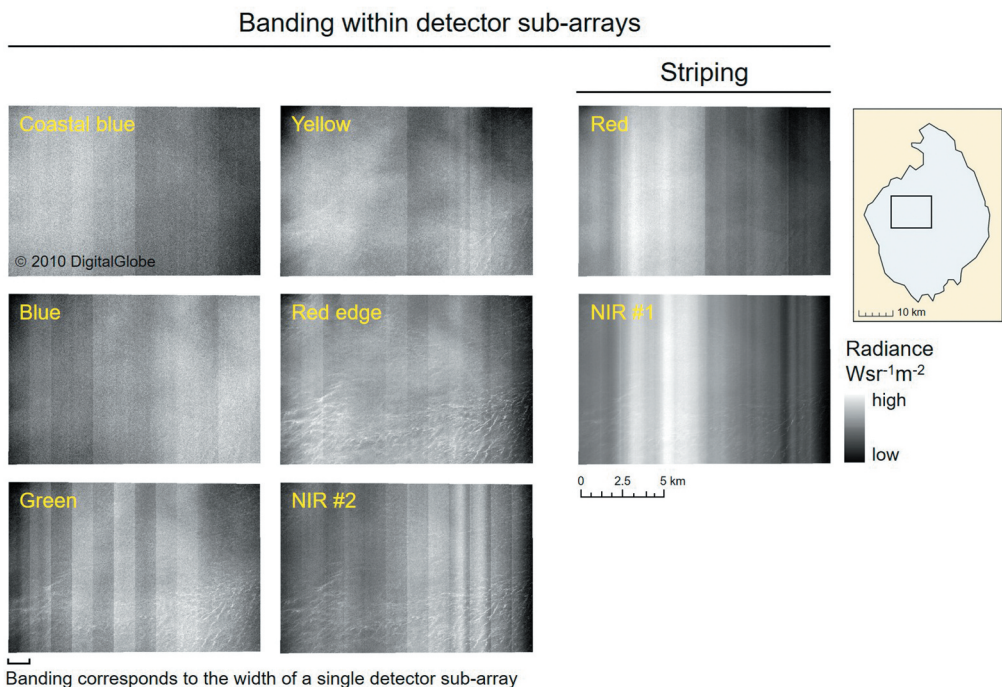 Banding within detector sub-arrays
Striping
Coastal blue
Yellow
Red
© 2010 DigitalGlobe
10 km
Blue
Red edge
NIR #1
Radiance
Wsr⁻¹m⁻²
high
low
0 2.5 5 km
Green
NIR #2
Banding corresponds to the width of a single detector sub-array